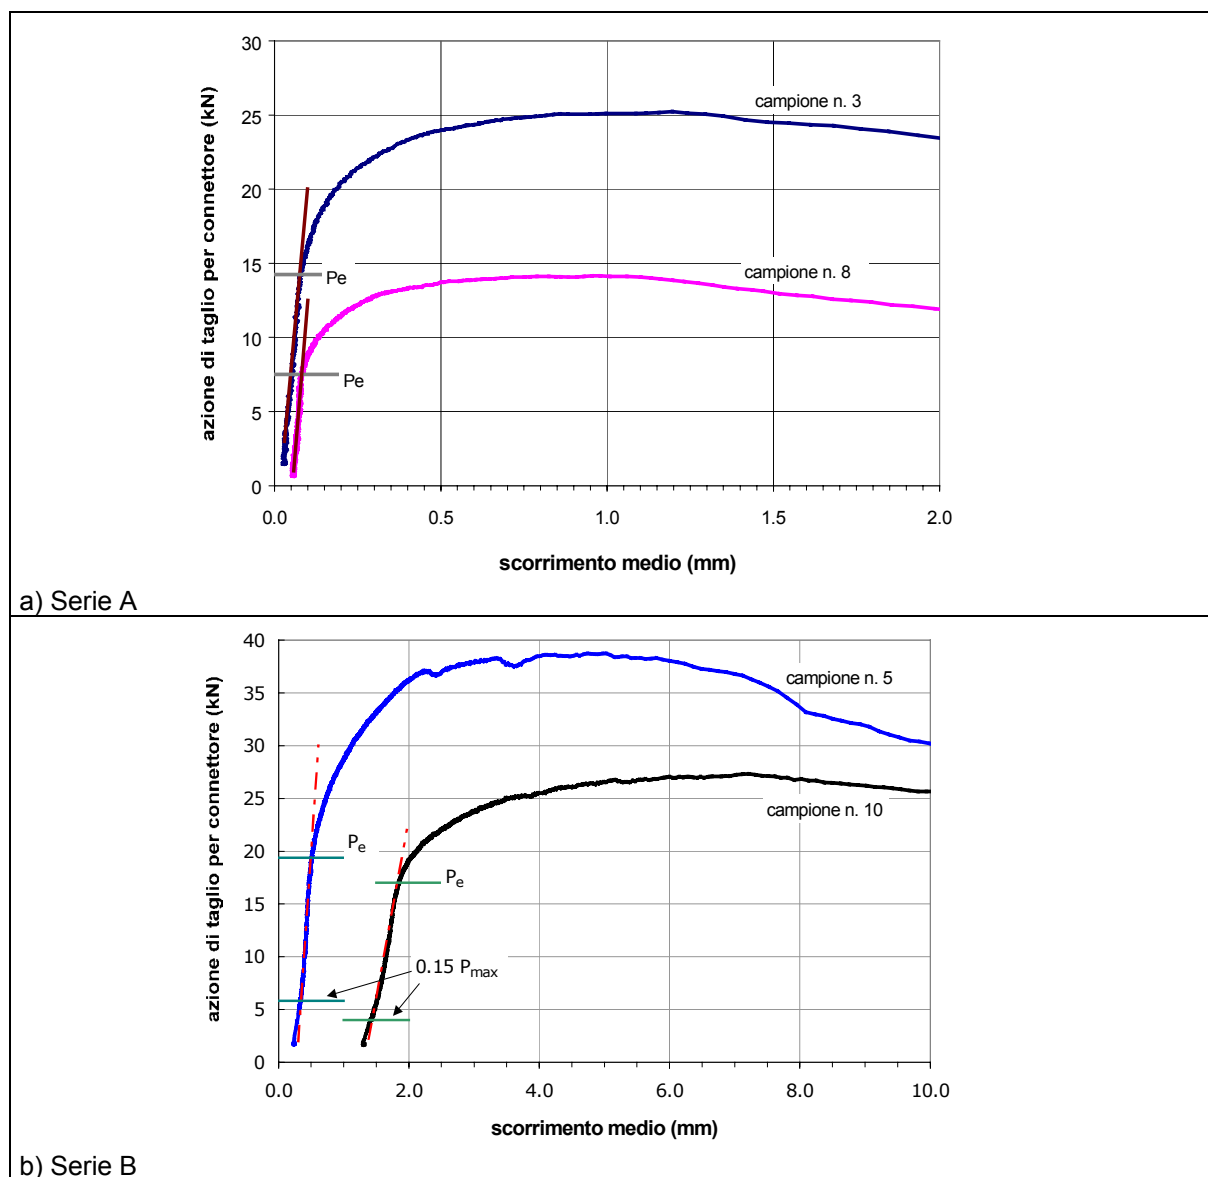 30
25
20
15
10
5
0
azione di taglio per connettore (kN)
campione n. 3
campione n. 8
Pe
Pe
0.0 0.5 1.0 1.5 2.0
scorrimento medio (mm)
a) Serie A
40
35
30
25
20
15
10
5
0
azione di taglio per connettore (kN)
campione n. 5
campione n. 10
Pe
Pe
0.15 Pmax
0.0 2.0 4.0 6.0 8.0 10.0
scorrimento medio (mm)
b) Serie B